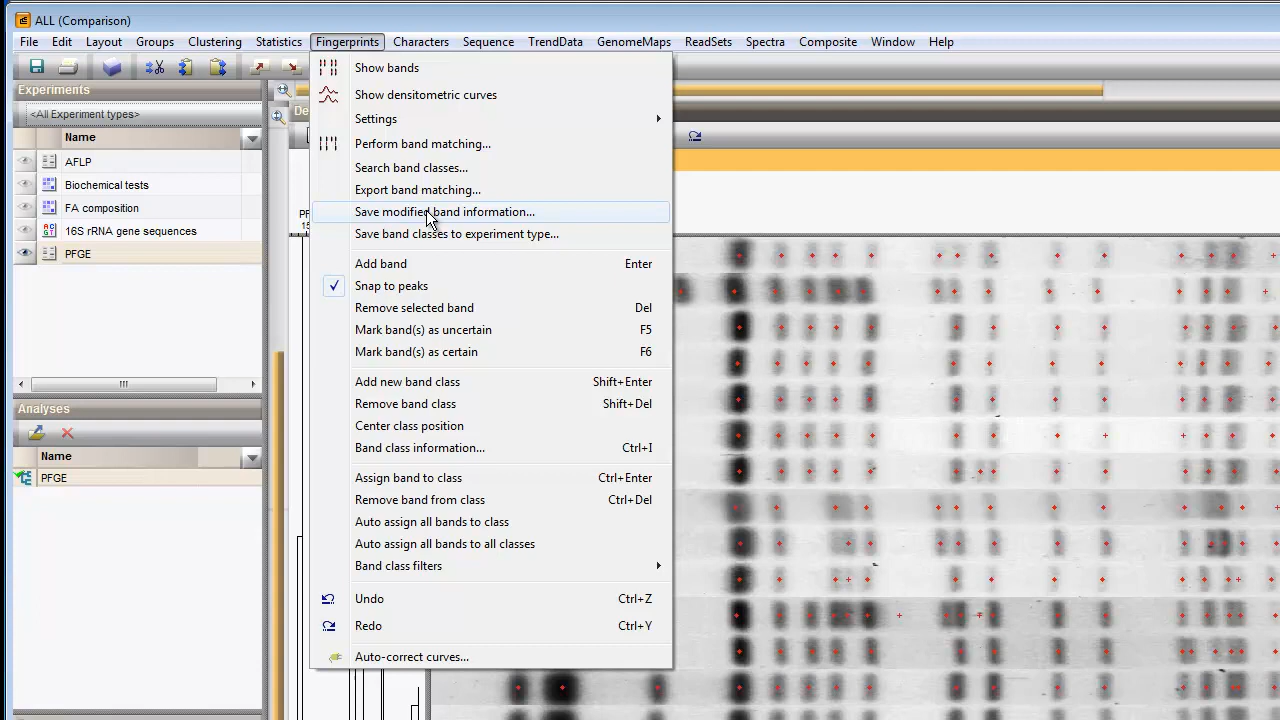 ALL (Comparison)
File Edit Layout Groups Clustering Statistics Fingerprints Characters Sequence TrendData GenomeMaps ReadSets Spectra Composite Window Help
Experiments
<All Experiment types>
Name
AFLP
Biochemical tests
FA composition
16S rRNA gene sequences
PFGE
Analyses
Name
PFGE
Show bands
Show densitometric curves
Settings
Perform band matching...
Search band classes...
Export band matching...
Save modified band information...
Save band classes to experiment type...
Add band Enter
Snap to peaks
Remove selected band Del
Mark band(s) as uncertain F5
Mark band(s) as certain F6
Add new band class Shift+Enter
Remove band class Shift+Del
Center class position
Band class information... Ctrl+I
Assign band to class Ctrl+Enter
Remove band from class Ctrl+Del
Auto assign all bands to class
Auto assign all bands to all classes
Band class filters
Undo Ctrl+Z
Redo Ctrl+Y
Auto-correct curves...